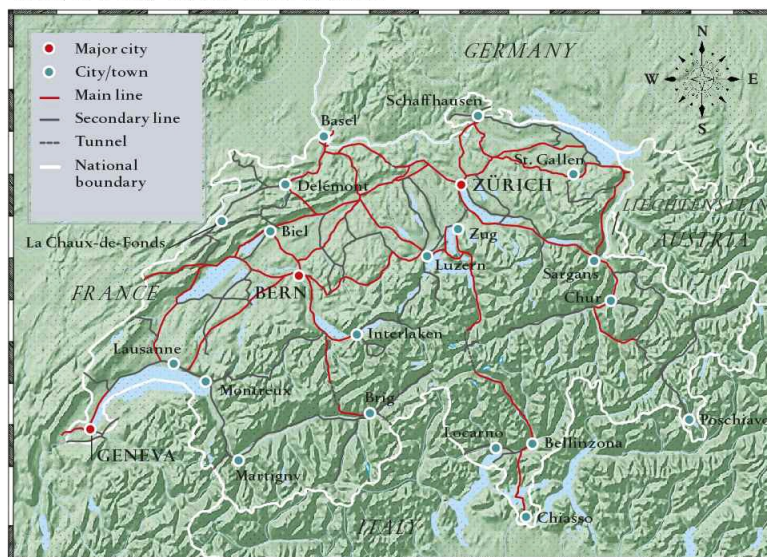 Major city
City/town
Main line
Secondary line
Tunnel
National
boundary
GERMANY
N
W
E
S
Schaffhausen
Basel
St. Gallen
Delémont
ZÜRICH
LIECHTENSTEIN
La Chaux-de-Fonds
Biel
Zug
AUSTRIA
Luzern
Sargans
FRANCE
BERN
Chur
Interlaken
Lausanne
Montreux
Brig
Poschiavo
GENEVA
Locarno
Bellinzona
Martigny
Chiasso
ITALY